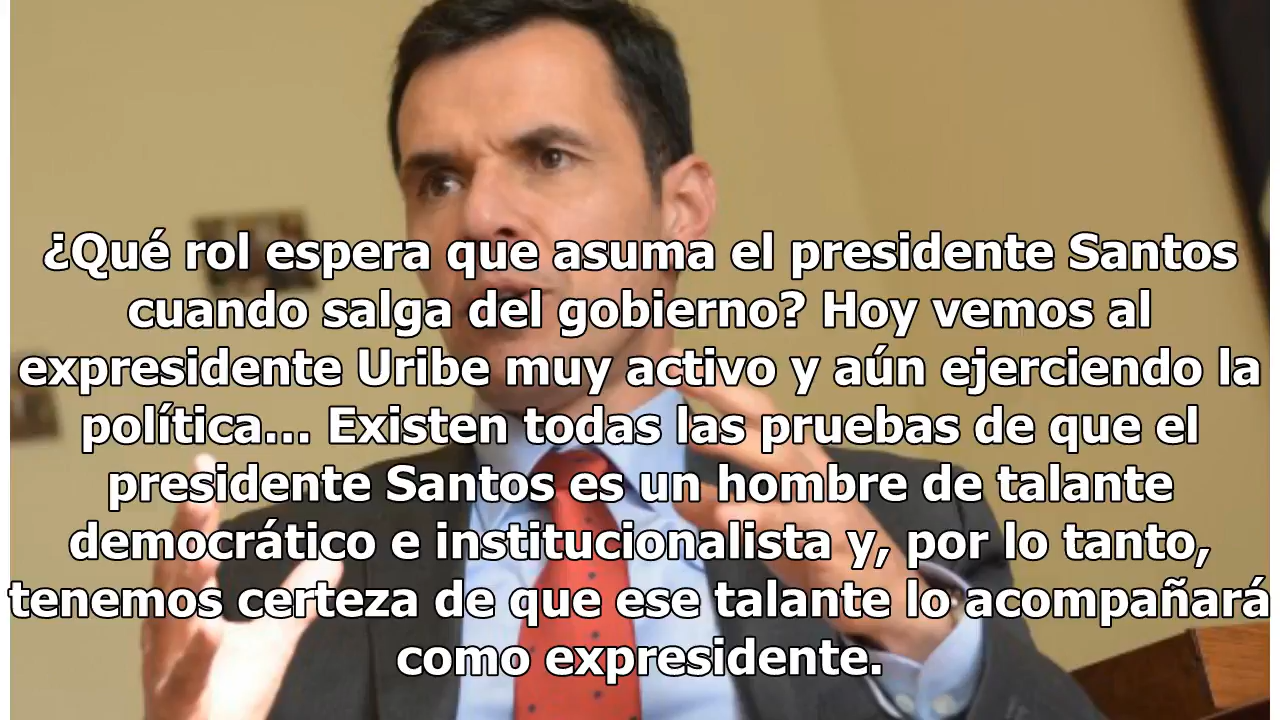 ¿Qué rol espera que asuma el presidente Santos
cuando salga del gobierno? Hoy vemos al
expresidente Uribe muy activo y aún ejerciendo la
política... Existen todas las pruebas de que el
presidente Santos es un hombre de talante
democrático e institucionalista y, por lo tanto,
tenemos certeza de que ese talante lo acompañará
como expresidente.